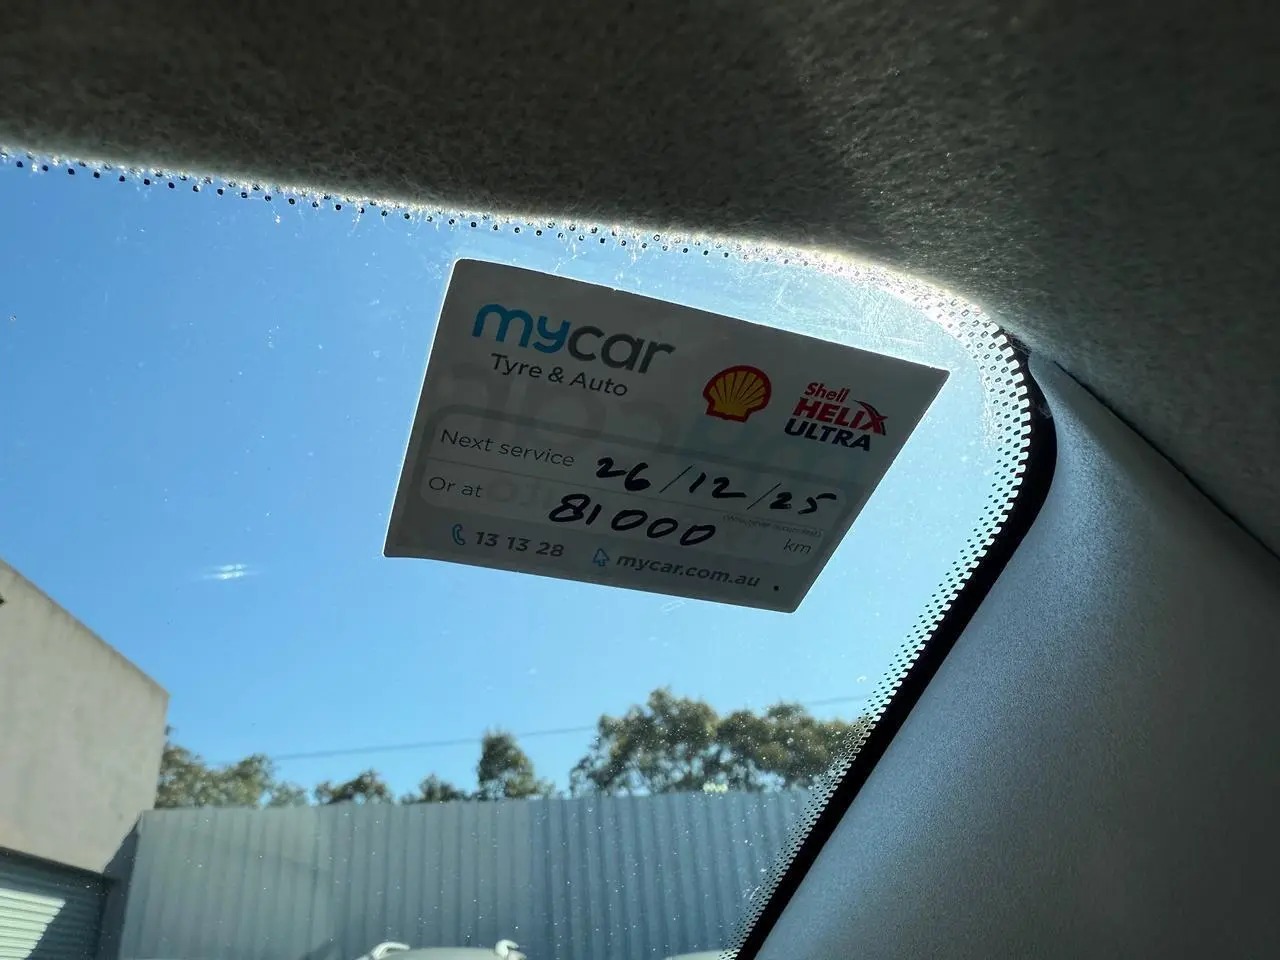 mycar
Tyre & Auto
Shell
HELIX
ULTRA
Next service 26/12/25
Or at 81000 km
13 13 28 mycar.com.au